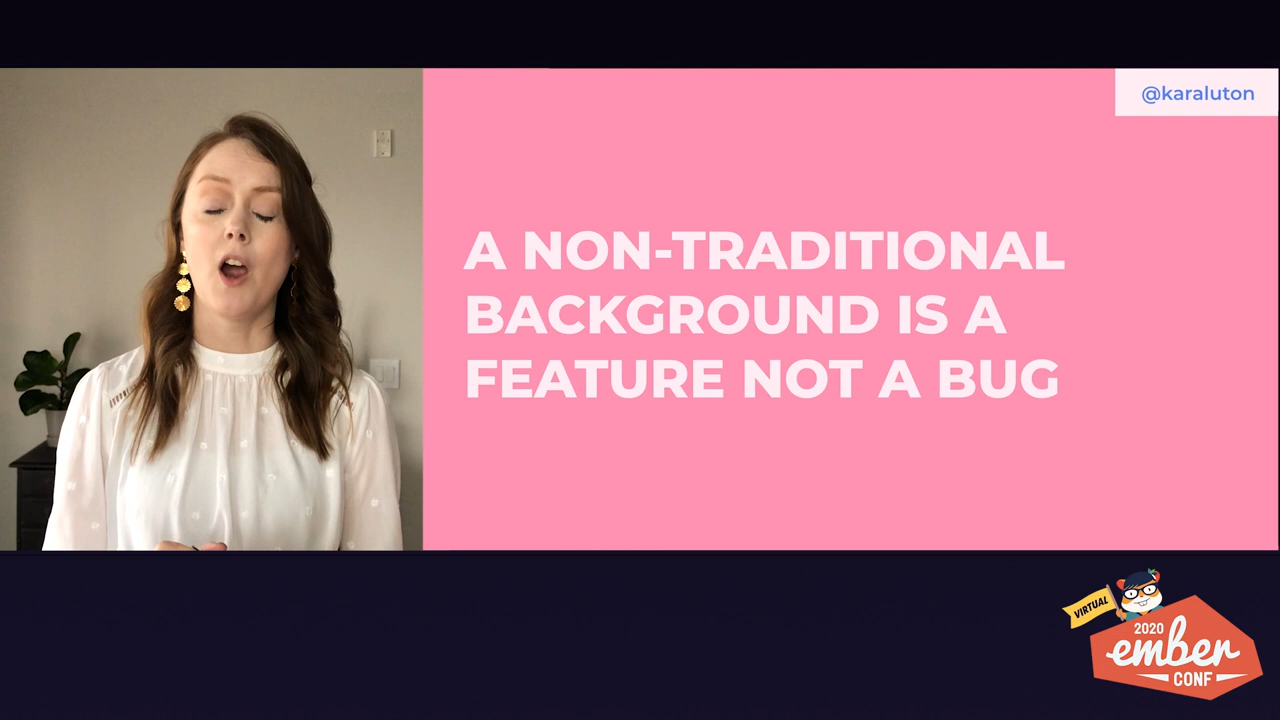 @karaluton
A NON-TRADITIONAL
BACKGROUND IS A
FEATURE NOT A BUG
VIRTUAL
2020
ember
CONF